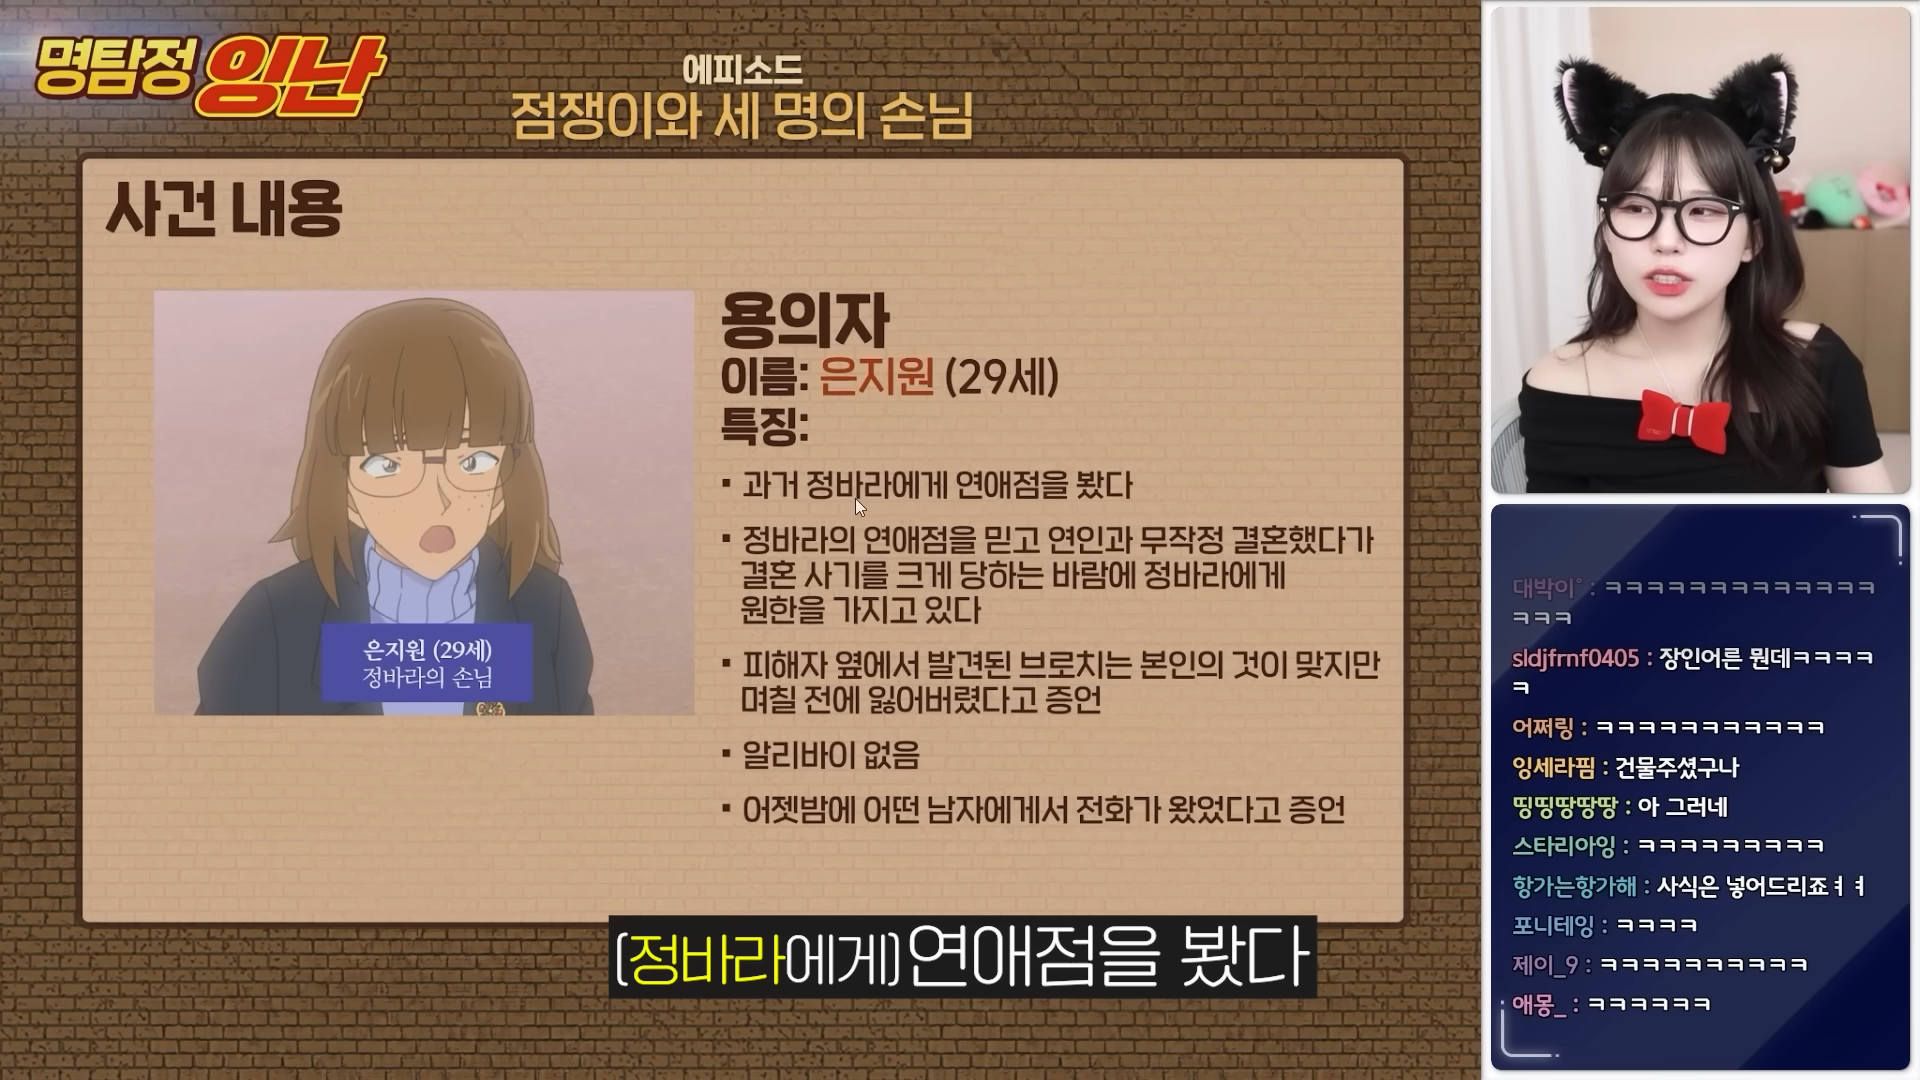 명탐정 잉난
에피소드
점쟁이와 세 명의 손님
사건 내용
용의자
이름: 은지원 (29세)
특징:
▪ 과거 정바라에게 연애점을 봤다
▪ 정바라의 연애점을 믿고 연인과 무작정 결혼했다가
결혼 사기를 크게 당하는 바람에 정바라에게
원한을 가지고 있다
▪ 피해자 옆에서 발견된 브로치는 본인의 것이 맞지만
며칠 전에 잃어버렸다고 증언
▪ 알리바이 없음
▪ 어젯밤에 어떤 남자에게서 전화가 왔었다고 증언
은지원 (29세)
정바라의 손님
(정바라에게)연애점을 봤다
대박이° : ㅋㅋㅋㅋㅋㅋㅋㅋㅋㅋㅋㅋㅋ
ㅋㅋㅋ
sldjfrnf0405 : 장인어른 뭔데ㅋㅋㅋㅋ
ㅋ
어쩌링 : ㅋㅋㅋㅋㅋㅋㅋㅋㅋㅋㅋ
잉세라핌 : 건물주셨구나
띵띵땅땅땅 : 아 그러네
스타리아잉 : ㅋㅋㅋㅋㅋㅋㅋㅋㅋ
항가는항가해 : 사식은 넣어드리죠ㅕㅕ
포니테잉 : ㅋㅋㅋㅋ
제이_9 : ㅋㅋㅋㅋㅋㅋㅋㅋㅋㅋ
애몽_ : ㅋㅋㅋㅋㅋㅋ